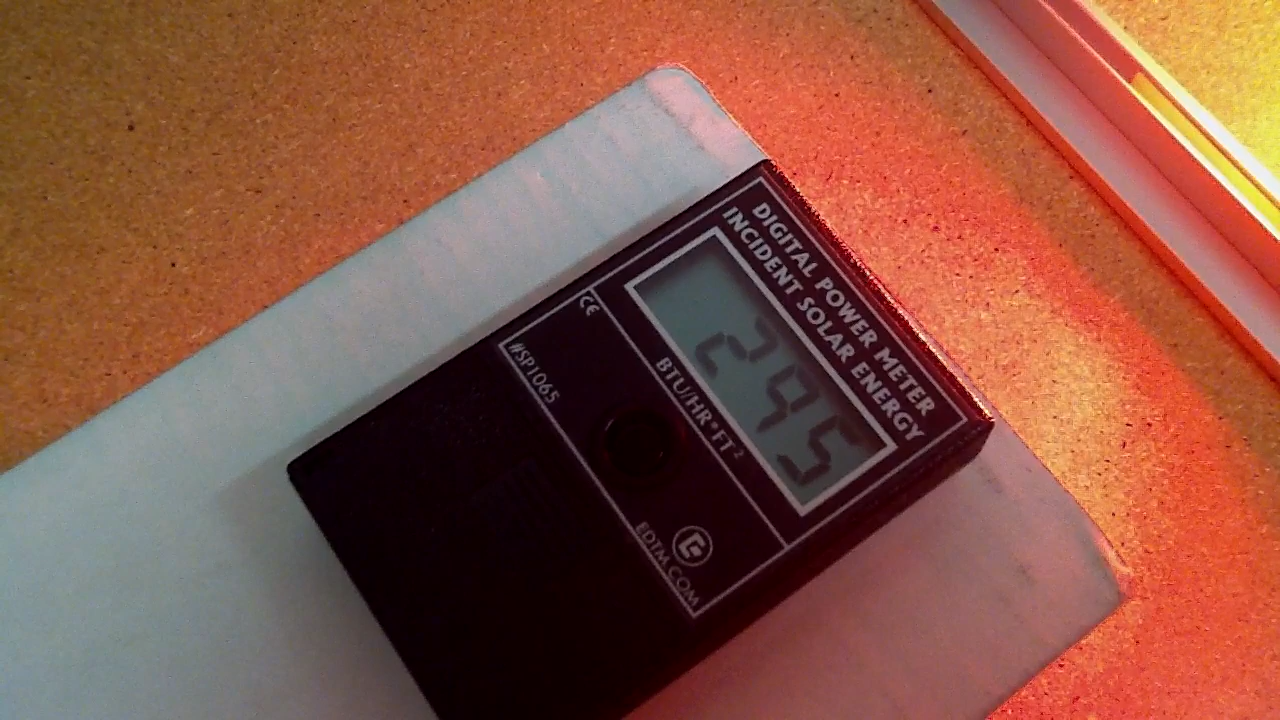 DIGITAL POWER METER
INCIDENT SOLAR ENERGY
295
BTU/HR•FT²
CE
#SP1065
EDTM.COM